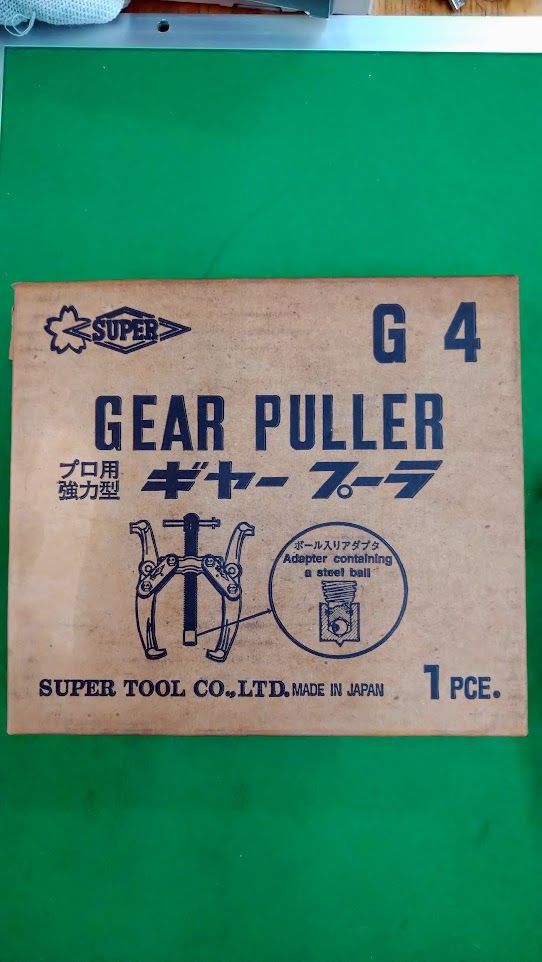 SUPER
G 4
GEAR PULLER
プロ用
強力型
ギヤープーラ
ボール入りアダプタ
Adapter containing
a steel ball
SUPER TOOL CO.,LTD. MADE IN JAPAN
1 PCE.